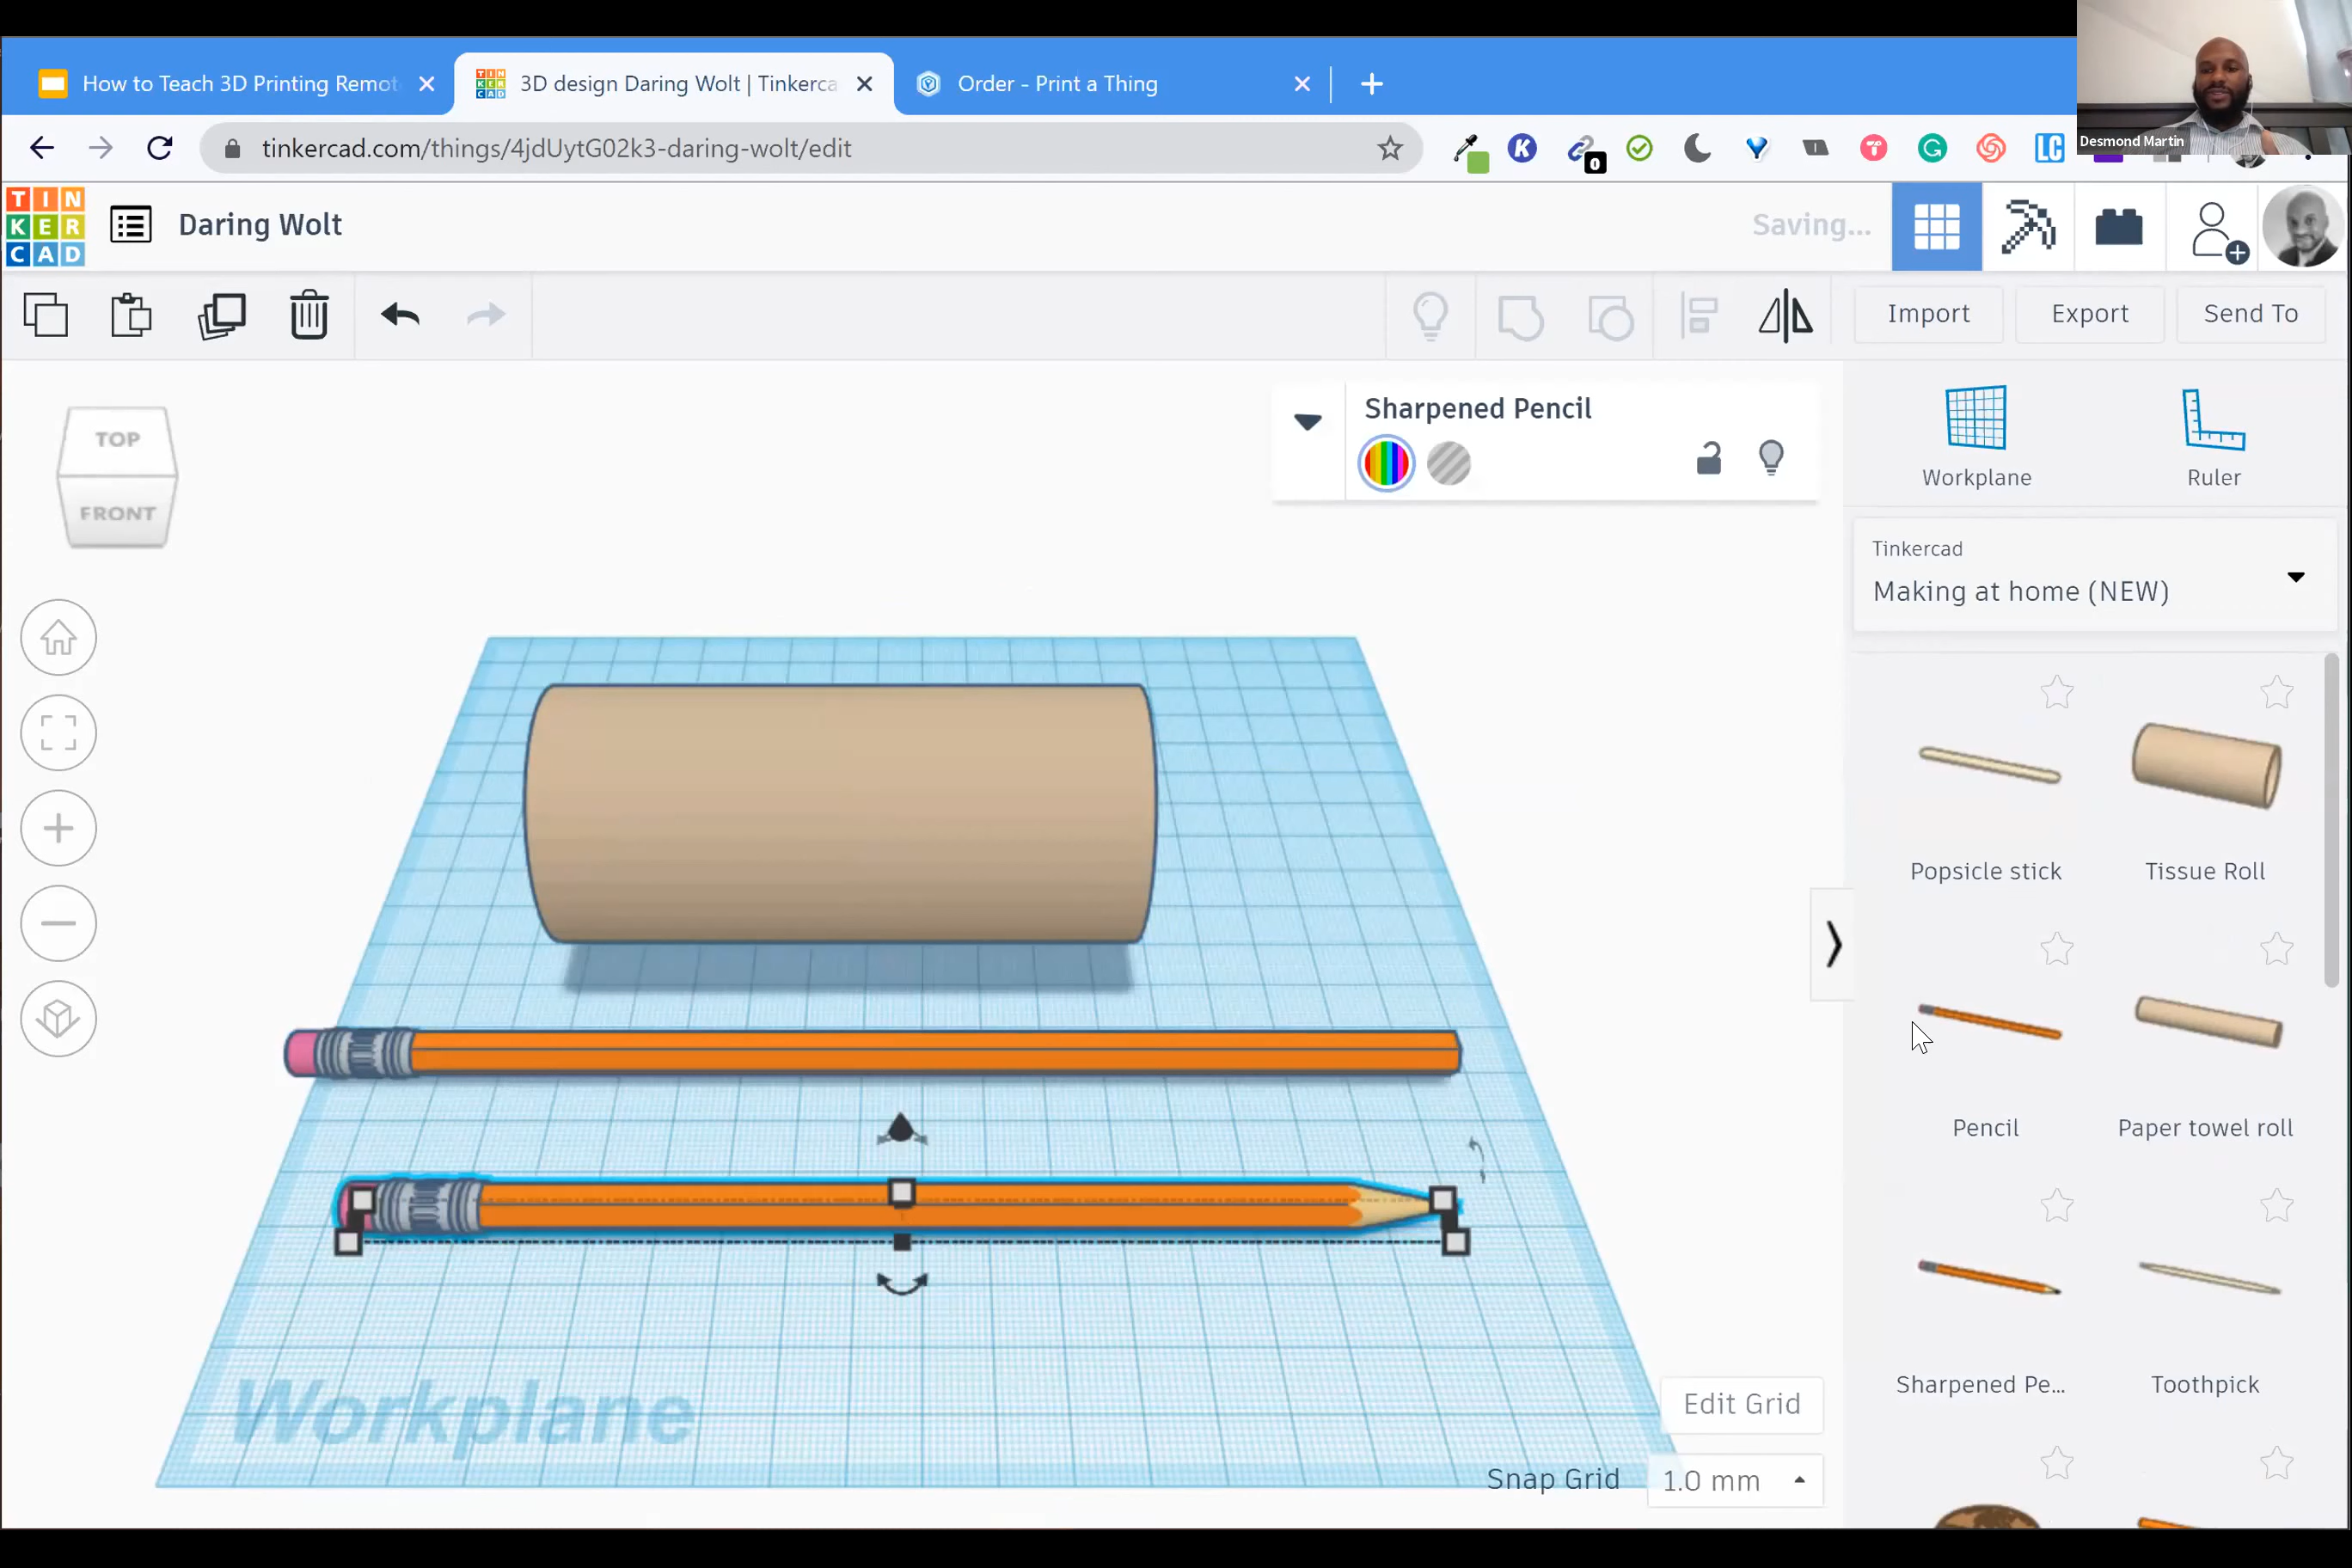 How to Teach 3D Printing Remot
3D design Daring Wolt | Tinkerca
Order - Print a Thing
Desmond Martin
tinkercad.com/things/4jdUytG02k3-daring-wolt/edit
TIN
KER
CAD
Daring Wolt
Saving...
Import
Export
Send To
TOP
FRONT
Sharpened Pencil
Workplane
Ruler
Tinkercad
Making at home (NEW)
Popsicle stick
Tissue Roll
Pencil
Paper towel roll
Sharpened Pe...
Toothpick
Workplane
Edit Grid
Snap Grid
1.0 mm